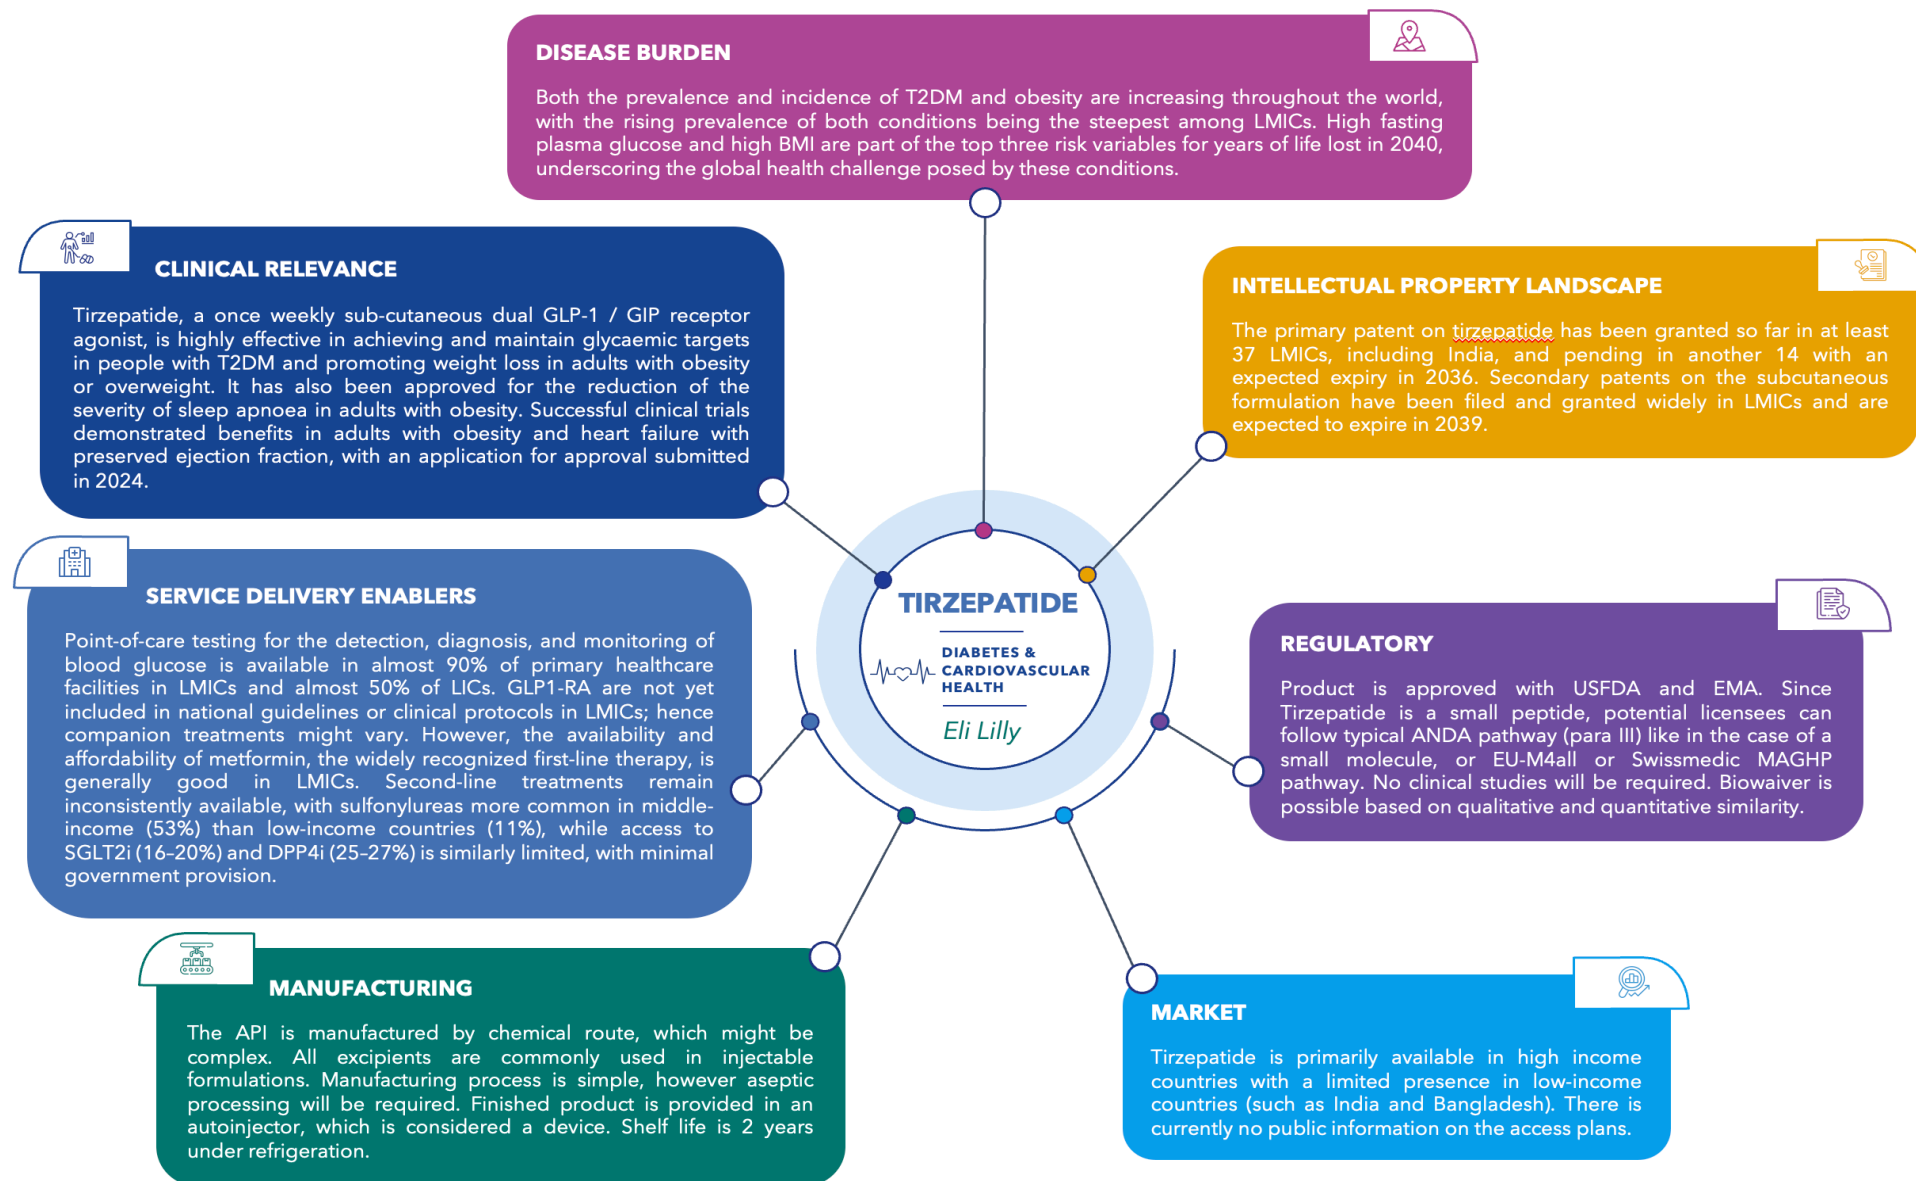 DISEASE BURDEN
Both the prevalence and incidence of T2DM and obesity are increasing throughout the world,
with the rising prevalence of both conditions being the steepest among LMICs. High fasting
plasma glucose and high BMI are part of the top three risk variables for years of life lost in 2040,
underscoring the global health challenge posed by these conditions.
CLINICAL RELEVANCE
Tirzepatide, a once weekly sub-cutaneous dual GLP-1 / GIP receptor
agonist, is highly effective in achieving and maintain glycaemic targets
in people with T2DM and promoting weight loss in adults with obesity
or overweight. It has also been approved for the reduction of the
severity of sleep apnoea in adults with obesity. Successful clinical trials
demonstrated benefits in adults with obesity and heart failure with
preserved ejection fraction, with an application for approval submitted
in 2024.
INTELLECTUAL PROPERTY LANDSCAPE
The primary patent on tirzepatide has been granted so far in at least
37 LMICs, including India, and pending in another 14 with an
expected expiry in 2036. Secondary patents on the subcutaneous
formulation have been filed and granted widely in LMICs and are
expected to expire in 2039.
SERVICE DELIVERY ENABLERS
Point-of-care testing for the detection, diagnosis, and monitoring of
blood glucose is available in almost 90% of primary healthcare
facilities in LMICs and almost 50% of LICs. GLP1-RA are not yet
included in national guidelines or clinical protocols in LMICs; hence
companion treatments might vary. However, the availability and
affordability of metformin, the widely recognized first-line therapy, is
generally good in LMICs. Second-line treatments remain
inconsistently available, with sulfonylureas more common in middle-
income (53%) than low-income countries (11%), while access to
SGLT2i (16–20%) and DPP4i (25–27%) is similarly limited, with minimal
government provision.
TIRZEPATIDE
DIABETES &
CARDIOVASCULAR
HEALTH
Eli Lilly
REGULATORY
Product is approved with USFDA and EMA. Since
Tirzepatide is a small peptide, potential licensees can
follow typical ANDA pathway (para III) like in the case of a
small molecule, or EU-M4all or Swissmedic MAGHP
pathway. No clinical studies will be required. Biowaiver is
possible based on qualitative and quantitative similarity.
MANUFACTURING
The API is manufactured by chemical route, which might be
complex. All excipients are commonly used in injectable
formulations. Manufacturing process is simple, however aseptic
processing will be required. Finished product is provided in an
autoinjector, which is considered a device. Shelf life is 2 years
under refrigeration.
MARKET
Tirzepatide is primarily available in high income
countries with a limited presence in low-income
countries (such as India and Bangladesh). There is
currently no public information on the access plans.